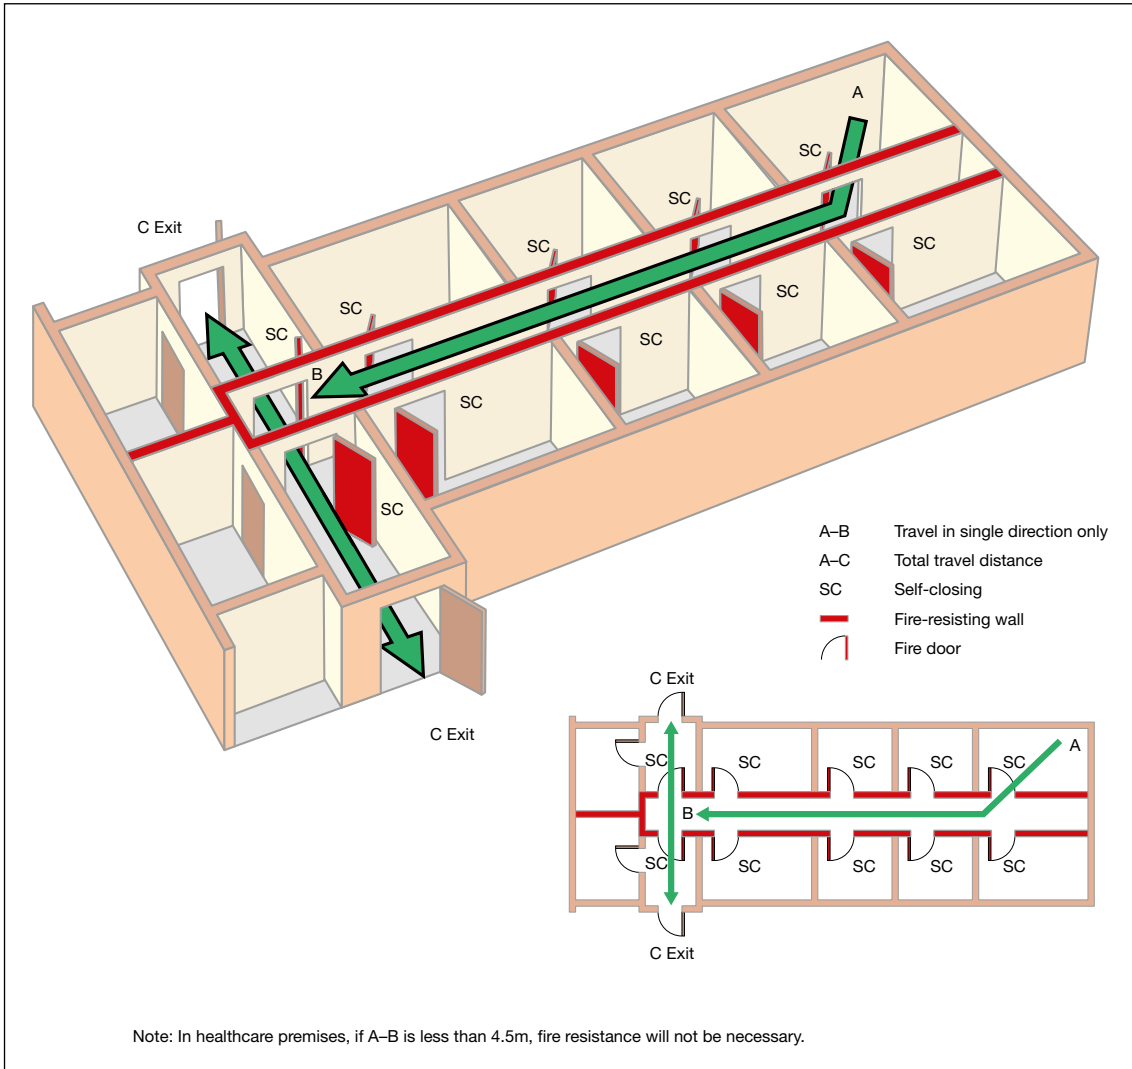 A
SC
SC
C Exit
SC
SC
SC
SC
SC
SC
B
SC
SC
SC
A–B Travel in single direction only
A–C Total travel distance
SC Self-closing
Fire-resisting wall
Fire door
C Exit
C Exit
A
SC SC SC SC SC
B
SC SC SC SC SC
C Exit
Note: In healthcare premises, if A–B is less than 4.5m, fire resistance will not be necessary.